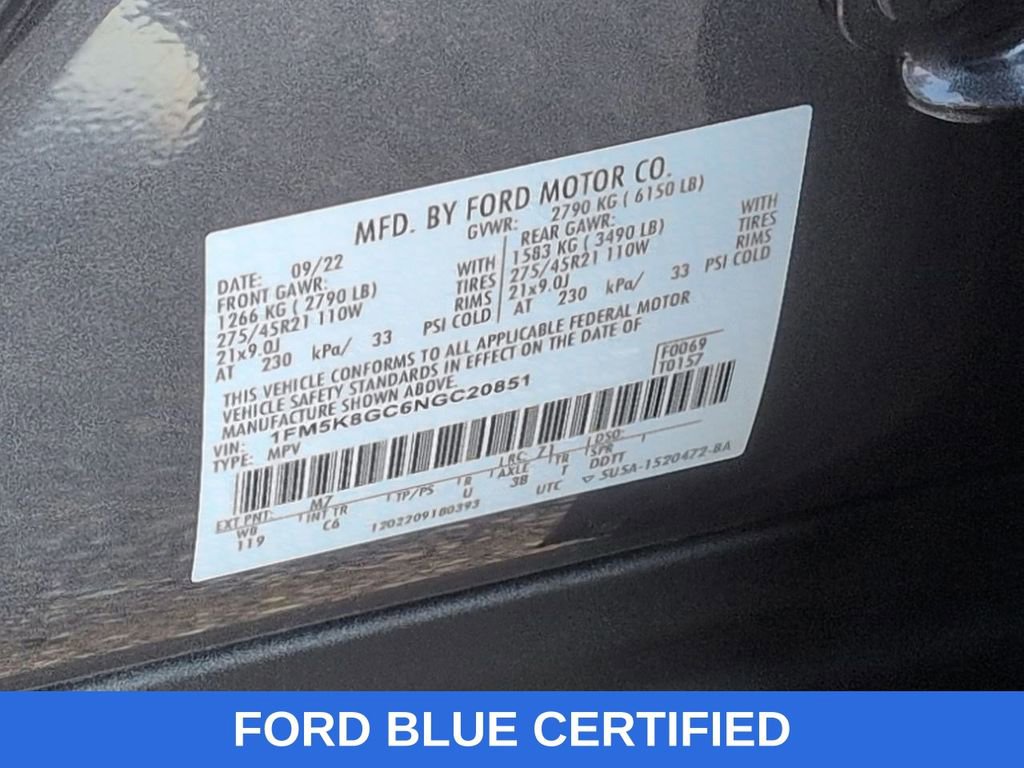 MFD. BY FORD MOTOR CO.
DATE: 09/22
GVWR: 2790 KG ( 6150 LB)
FRONT GAWR:
1266 KG ( 2790 LB) WITH
275/45R21 110W TIRES
21x9.0J RIMS
AT 230 kPa/ 33 PSI COLD
REAR GAWR:
1583 KG ( 3490 LB) WITH
275/45R21 110W TIRES
21x9.0J RIMS
AT 230 kPa/ 33 PSI COLD
THIS VEHICLE CONFORMS TO ALL APPLICABLE FEDERAL MOTOR
VEHICLE SAFETY STANDARDS IN EFFECT ON THE DATE OF
MANUFACTURE SHOWN ABOVE.
VIN: 1FM5K8GC6NGC20851
TYPE: MPV
F0069
T0157
EXT PNT: M7 LRC: 71 DSO:
WB INT TR TP/PS R AXLE TR SPR
119 C6 U 3B T DDTT
1202209180393 UTC ▽ SU5A-1520472-BA
FORD BLUE CERTIFIED